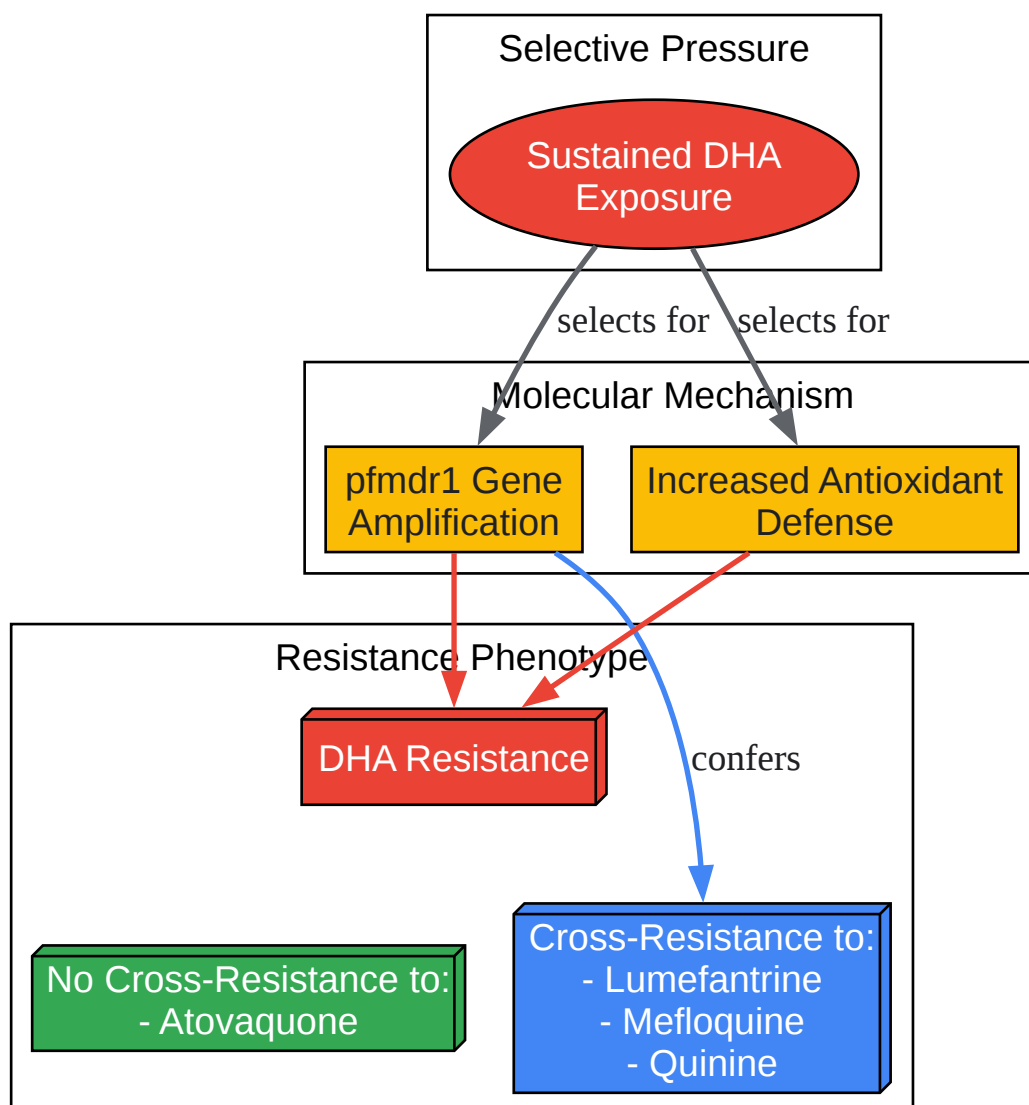 Selective Pressure
Sustained DHA
Exposure
selects for
selects for
Molecular Mechanism
pfmdr1 Gene
Amplification
Increased Antioxidant
Defense
Resistance Phenotype
DHA Resistance
confers
No Cross-Resistance to:
- Atovaquone
Cross-Resistance to:
- Lumefantrine
- Mefloquine
- Quinine